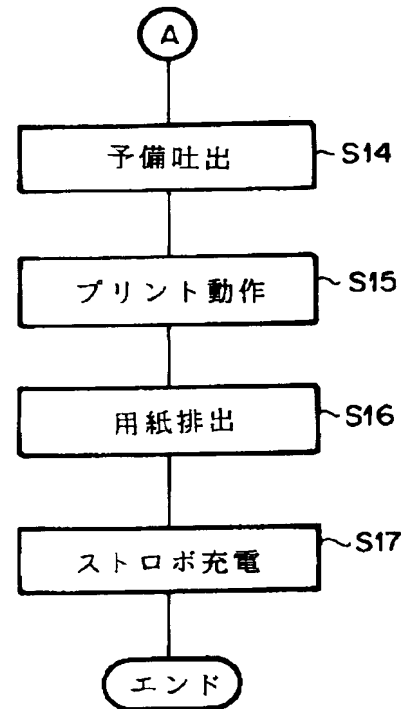 A
予備吐出
S14
プリント動作
S15
用紙排出
S16
ストロボ充電
S17
エンド